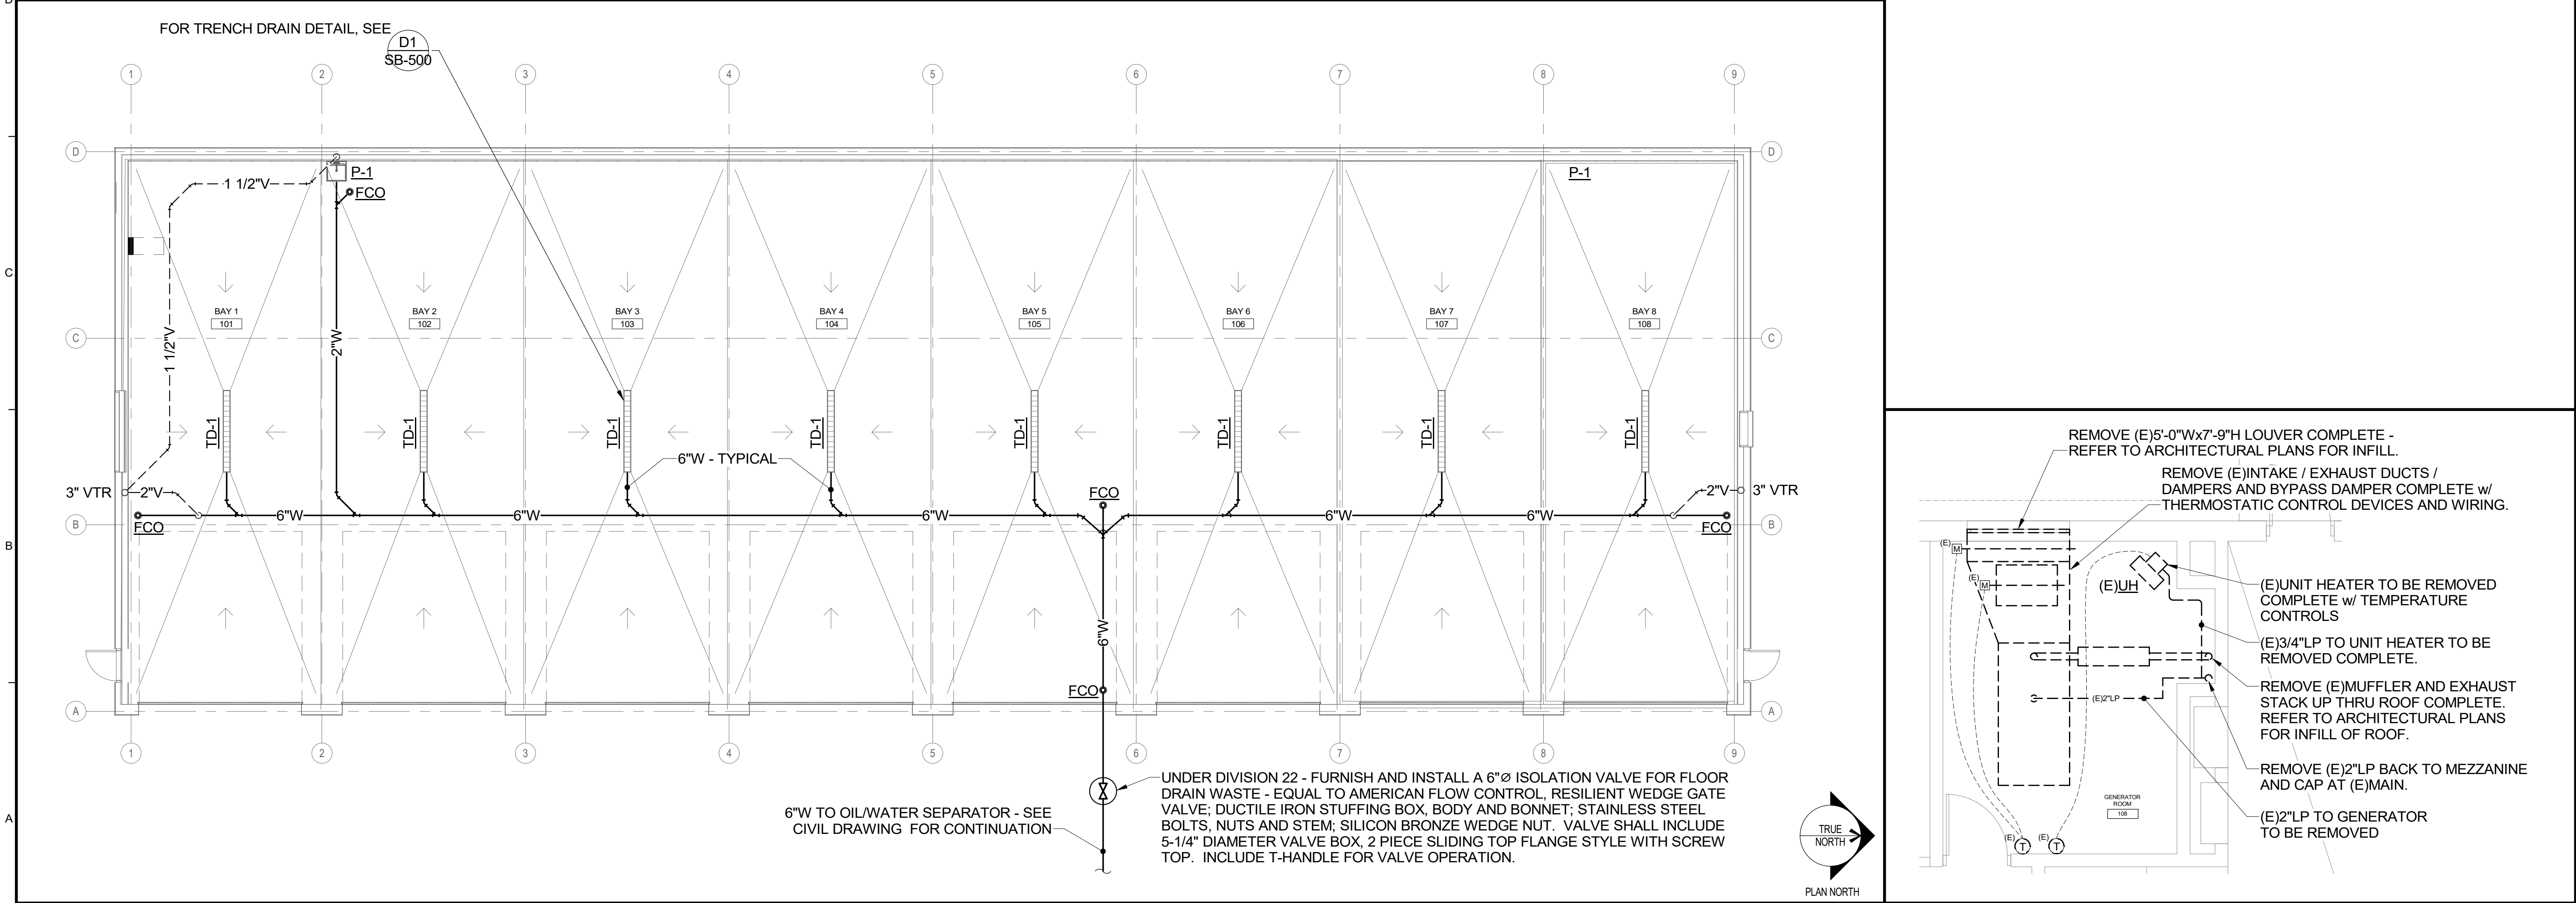 D
C
B
A
FOR TRENCH DRAIN DETAIL, SEE
D1
SB-500
1 2 3 4 5 6 7 8 9
D
D
P-1
P-1
1 1/2"V
FCO
BAY 1
101
BAY 2
102
BAY 3
103
BAY 4
104
BAY 5
105
BAY 6
106
BAY 7
107
BAY 8
108
C
C
1 1/2"V
2"W
TD-1 TD-1 TD-1 TD-1 TD-1 TD-1 TD-1 TD-1
6"W - TYPICAL
3" VTR
2"V
FCO
2"V
3" VTR
6"W 6"W 6"W 6"W 6"W
FCO
FCO
B
B
6"W
FCO
A
A
1 2 3 4 5 6 7 8 9
6"W TO OIL/WATER SEPARATOR - SEE
CIVIL DRAWING FOR CONTINUATION
UNDER DIVISION 22 - FURNISH AND INSTALL A 6"Ø ISOLATION VALVE FOR FLOOR
DRAIN WASTE - EQUAL TO AMERICAN FLOW CONTROL, RESILIENT WEDGE GATE
VALVE; DUCTILE IRON STUFFING BOX, BODY AND BONNET; STAINLESS STEEL
BOLTS, NUTS AND STEM; SILICON BRONZE WEDGE NUT. VALVE SHALL INCLUDE
5-1/4" DIAMETER VALVE BOX, 2 PIECE SLIDING TOP FLANGE STYLE WITH SCREW
TOP. INCLUDE T-HANDLE FOR VALVE OPERATION.
TRUE
NORTH
PLAN NORTH
REMOVE (E)5'-0"Wx7'-9"H LOUVER COMPLETE -
REFER TO ARCHITECTURAL PLANS FOR INFILL.
REMOVE (E)INTAKE / EXHAUST DUCTS /
DAMPERS AND BYPASS DAMPER COMPLETE w/
THERMOSTATIC CONTROL DEVICES AND WIRING.
(E)
M
(E)
M
(E)UH
(E)UNIT HEATER TO BE REMOVED
COMPLETE w/ TEMPERATURE
CONTROLS
(E)3/4"LP TO UNIT HEATER TO BE
REMOVED COMPLETE.
REMOVE (E)MUFFLER AND EXHAUST
STACK UP THRU ROOF COMPLETE.
REFER TO ARCHITECTURAL PLANS
FOR INFILL OF ROOF.
(E)2"LP
REMOVE (E)2"LP BACK TO MEZZANINE
AND CAP AT (E)MAIN.
GENERATOR
ROOM
108
(E)2"LP TO GENERATOR
TO BE REMOVED
(E)
T
(E)
T